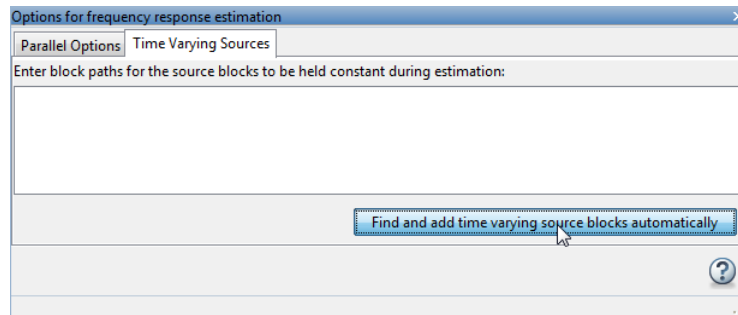 Options for frequency response estimation
Parallel Options Time Varying Sources
Enter block paths for the source blocks to be held constant during estimation:
Find and add time varying source blocks automatically
?